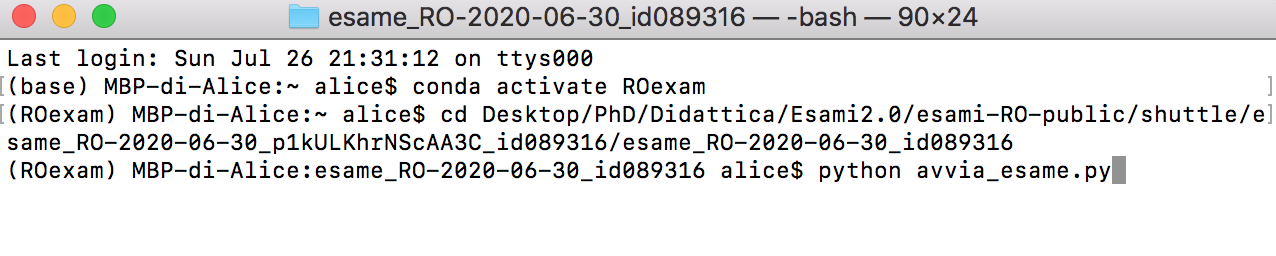 esame_RO-2020-06-30_id089316 — -bash — 90×24
Last login: Sun Jul 26 21:31:12 on ttys000
[(base) MBP-di-Alice:~ alice$ conda activate ROexam ]
[(ROexam) MBP-di-Alice:~ alice$ cd Desktop/PhD/Didattica/Esami2.0/esami-RO-public/shuttle/e]
same_RO-2020-06-30_p1kULKhrNScAA3C_id089316/esame_RO-2020-06-30_id089316
(ROexam) MBP-di-Alice:esame_RO-2020-06-30_id089316 alice$ python avvia_esame.py